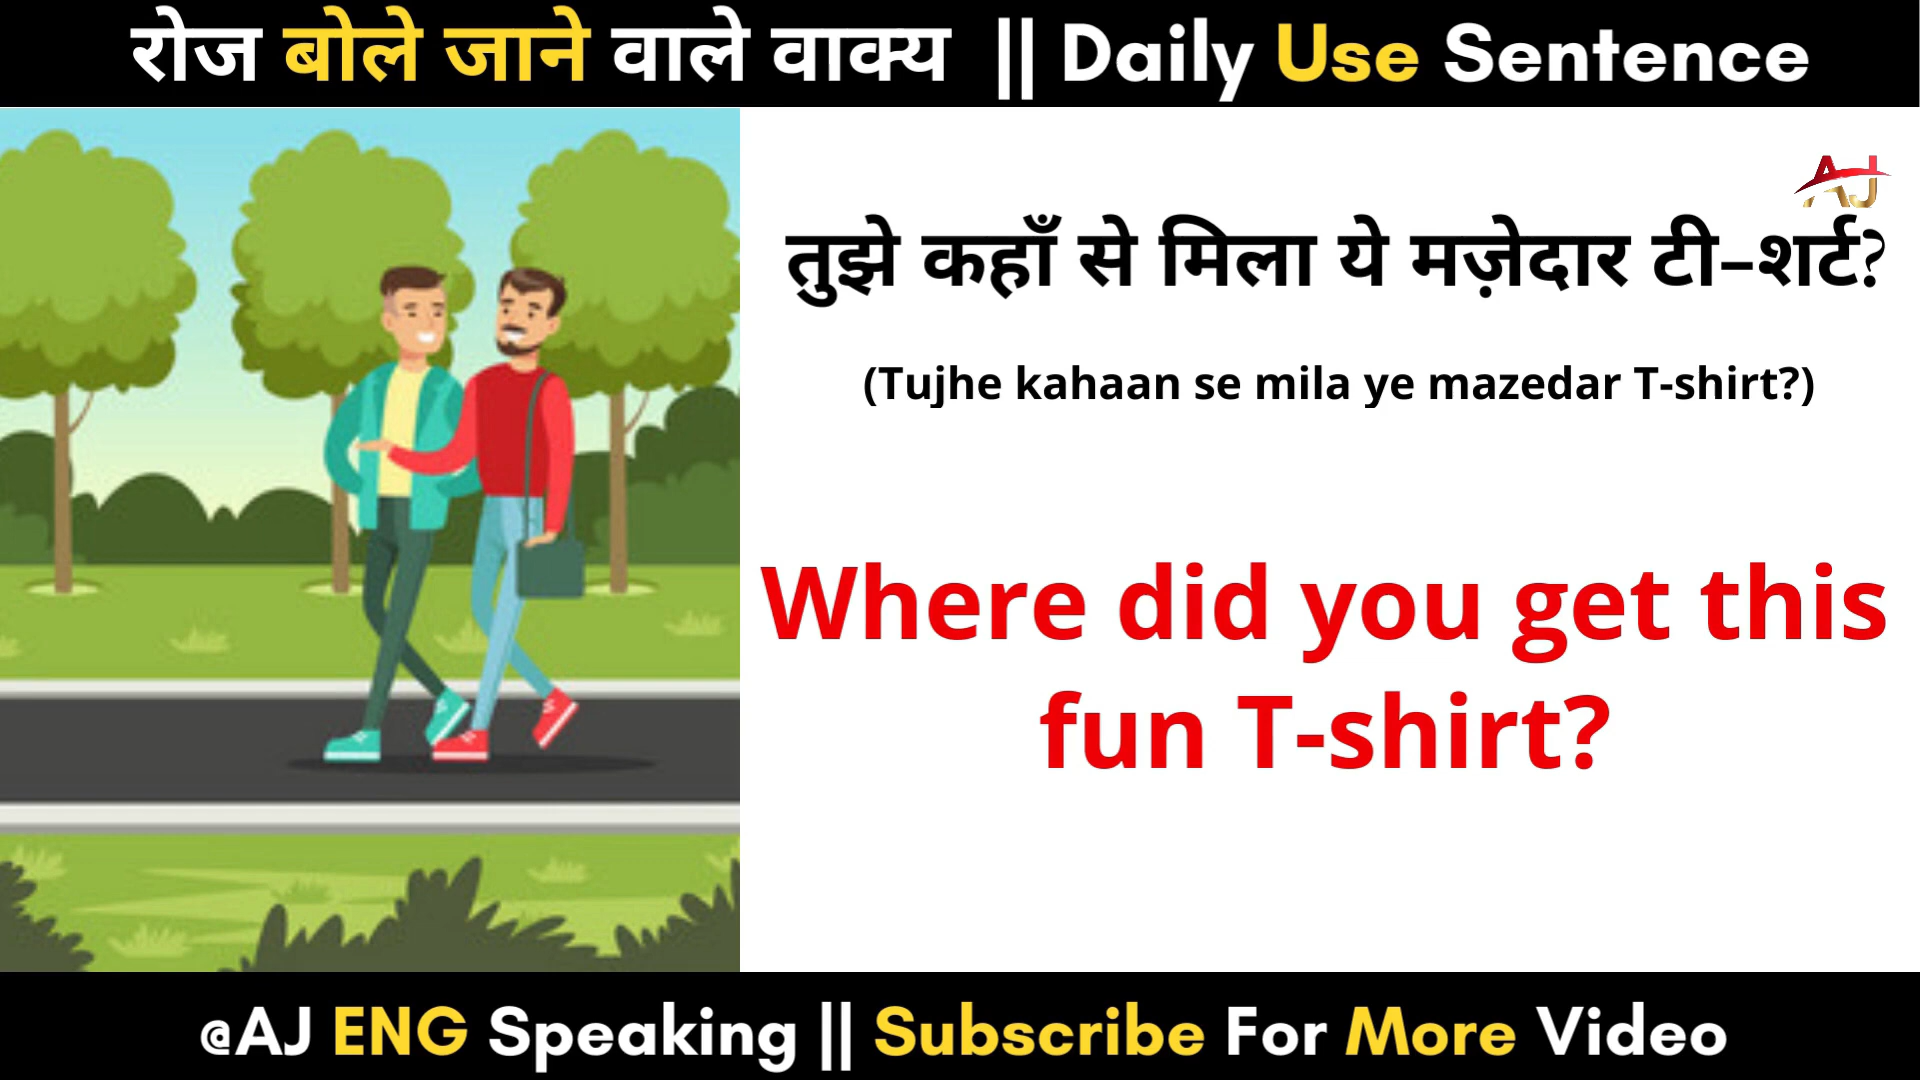 रोज बोले जाने वाले वाक्य || Daily Use Sentence
AJ
तुझे कहाँ से मिला ये मज़ेदार टी–शर्ट?
(Tujhe kahaan se mila ye mazedar T-shirt?)
Where did you get this
fun T-shirt?
@AJ ENG Speaking || Subscribe For More Video